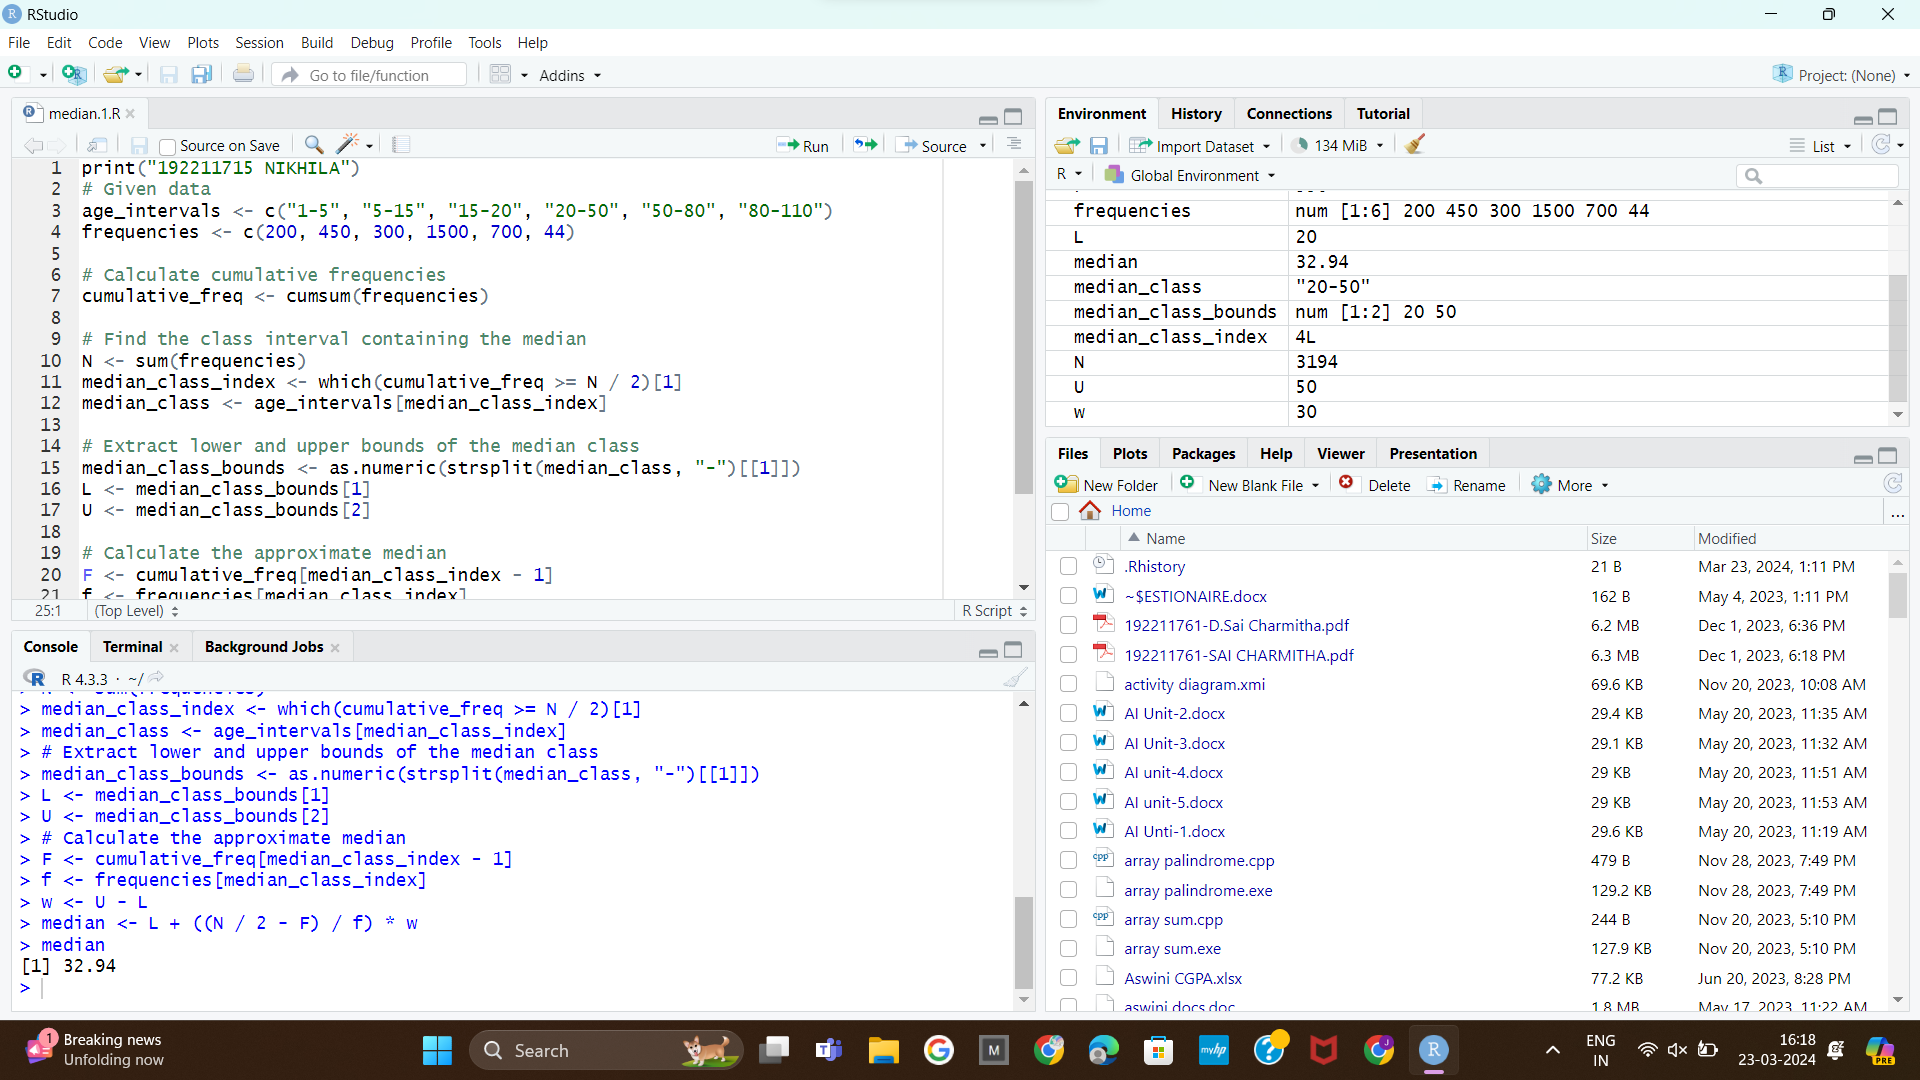 RStudio
File Edit Code View Plots Session Build Debug Profile Tools Help
Go to file/function Addins Project: (None)
median.1.R
Source on Save Run Source
1 print("192211715 NIKHILA")
2 # Given data
3 age_intervals <- c("1-5", "5-15", "15-20", "20-50", "50-80", "80-110")
4 frequencies <- c(200, 450, 300, 1500, 700, 44)
5
6 # Calculate cumulative frequencies
7 cumulative_freq <- cumsum(frequencies)
8
9 # Find the class interval containing the median
10 N <- sum(frequencies)
11 median_class_index <- which(cumulative_freq >= N / 2)[1]
12 median_class <- age_intervals[median_class_index]
13
14 # Extract lower and upper bounds of the median class
15 median_class_bounds <- as.numeric(strsplit(median_class, "-")[[1]])
16 L <- median_class_bounds[1]
17 U <- median_class_bounds[2]
18
19 # Calculate the approximate median
20 F <- cumulative_freq[median_class_index - 1]
21 f <- frequencies[median_class_index]
25:1 (Top Level) R Script
Console Terminal Background Jobs
R R 4.3.3 · ~/
> N <- sum(frequencies)
> median_class_index <- which(cumulative_freq >= N / 2)[1]
> median_class <- age_intervals[median_class_index]
> # Extract lower and upper bounds of the median class
> median_class_bounds <- as.numeric(strsplit(median_class, "-")[[1]])
> L <- median_class_bounds[1]
> U <- median_class_bounds[2]
> # Calculate the approximate median
> F <- cumulative_freq[median_class_index - 1]
> f <- frequencies[median_class_index]
> w <- U - L
> median <- L + ((N / 2 - F) / f) * w
> median
[1] 32.94
>
Environment History Connections Tutorial
Import Dataset 134 MiB List
R Global Environment
frequencies num [1:6] 200 450 300 1500 700 44
L 20
median 32.94
median_class "20-50"
median_class_bounds num [1:2] 20 50
median_class_index 4L
N 3194
U 50
w 30
Files Plots Packages Help Viewer Presentation
New Folder New Blank File Delete Rename More
Home ...
Name Size Modified
.Rhistory 21 B Mar 23, 2024, 1:11 PM
~$ESTIONAIRE.docx 162 B May 4, 2023, 1:11 PM
192211761-D.Sai Charmitha.pdf 6.2 MB Dec 1, 2023, 6:36 PM
192211761-SAI CHARMITHA.pdf 6.3 MB Dec 1, 2023, 6:18 PM
activity diagram.xmi 69.6 KB Nov 20, 2023, 10:08 AM
AI Unit-2.docx 29.4 KB May 20, 2023, 11:35 AM
AI Unit-3.docx 29.1 KB May 20, 2023, 11:32 AM
AI unit-4.docx 29 KB May 20, 2023, 11:51 AM
AI unit-5.docx 29 KB May 20, 2023, 11:53 AM
AI Unti-1.docx 29.6 KB May 20, 2023, 11:19 AM
array palindrome.cpp 479 B Nov 28, 2023, 7:49 PM
array palindrome.exe 129.2 KB Nov 28, 2023, 7:49 PM
array sum.cpp 244 B Nov 20, 2023, 5:10 PM
array sum.exe 127.9 KB Nov 20, 2023, 5:10 PM
Aswini CGPA.xlsx 77.2 KB Jun 20, 2023, 8:28 PM
aswini docs.doc 1.8 MB May 17, 2023, 11:22 AM
1 Breaking news
Unfolding now
Search
ENG
IN
16:18
23-03-2024